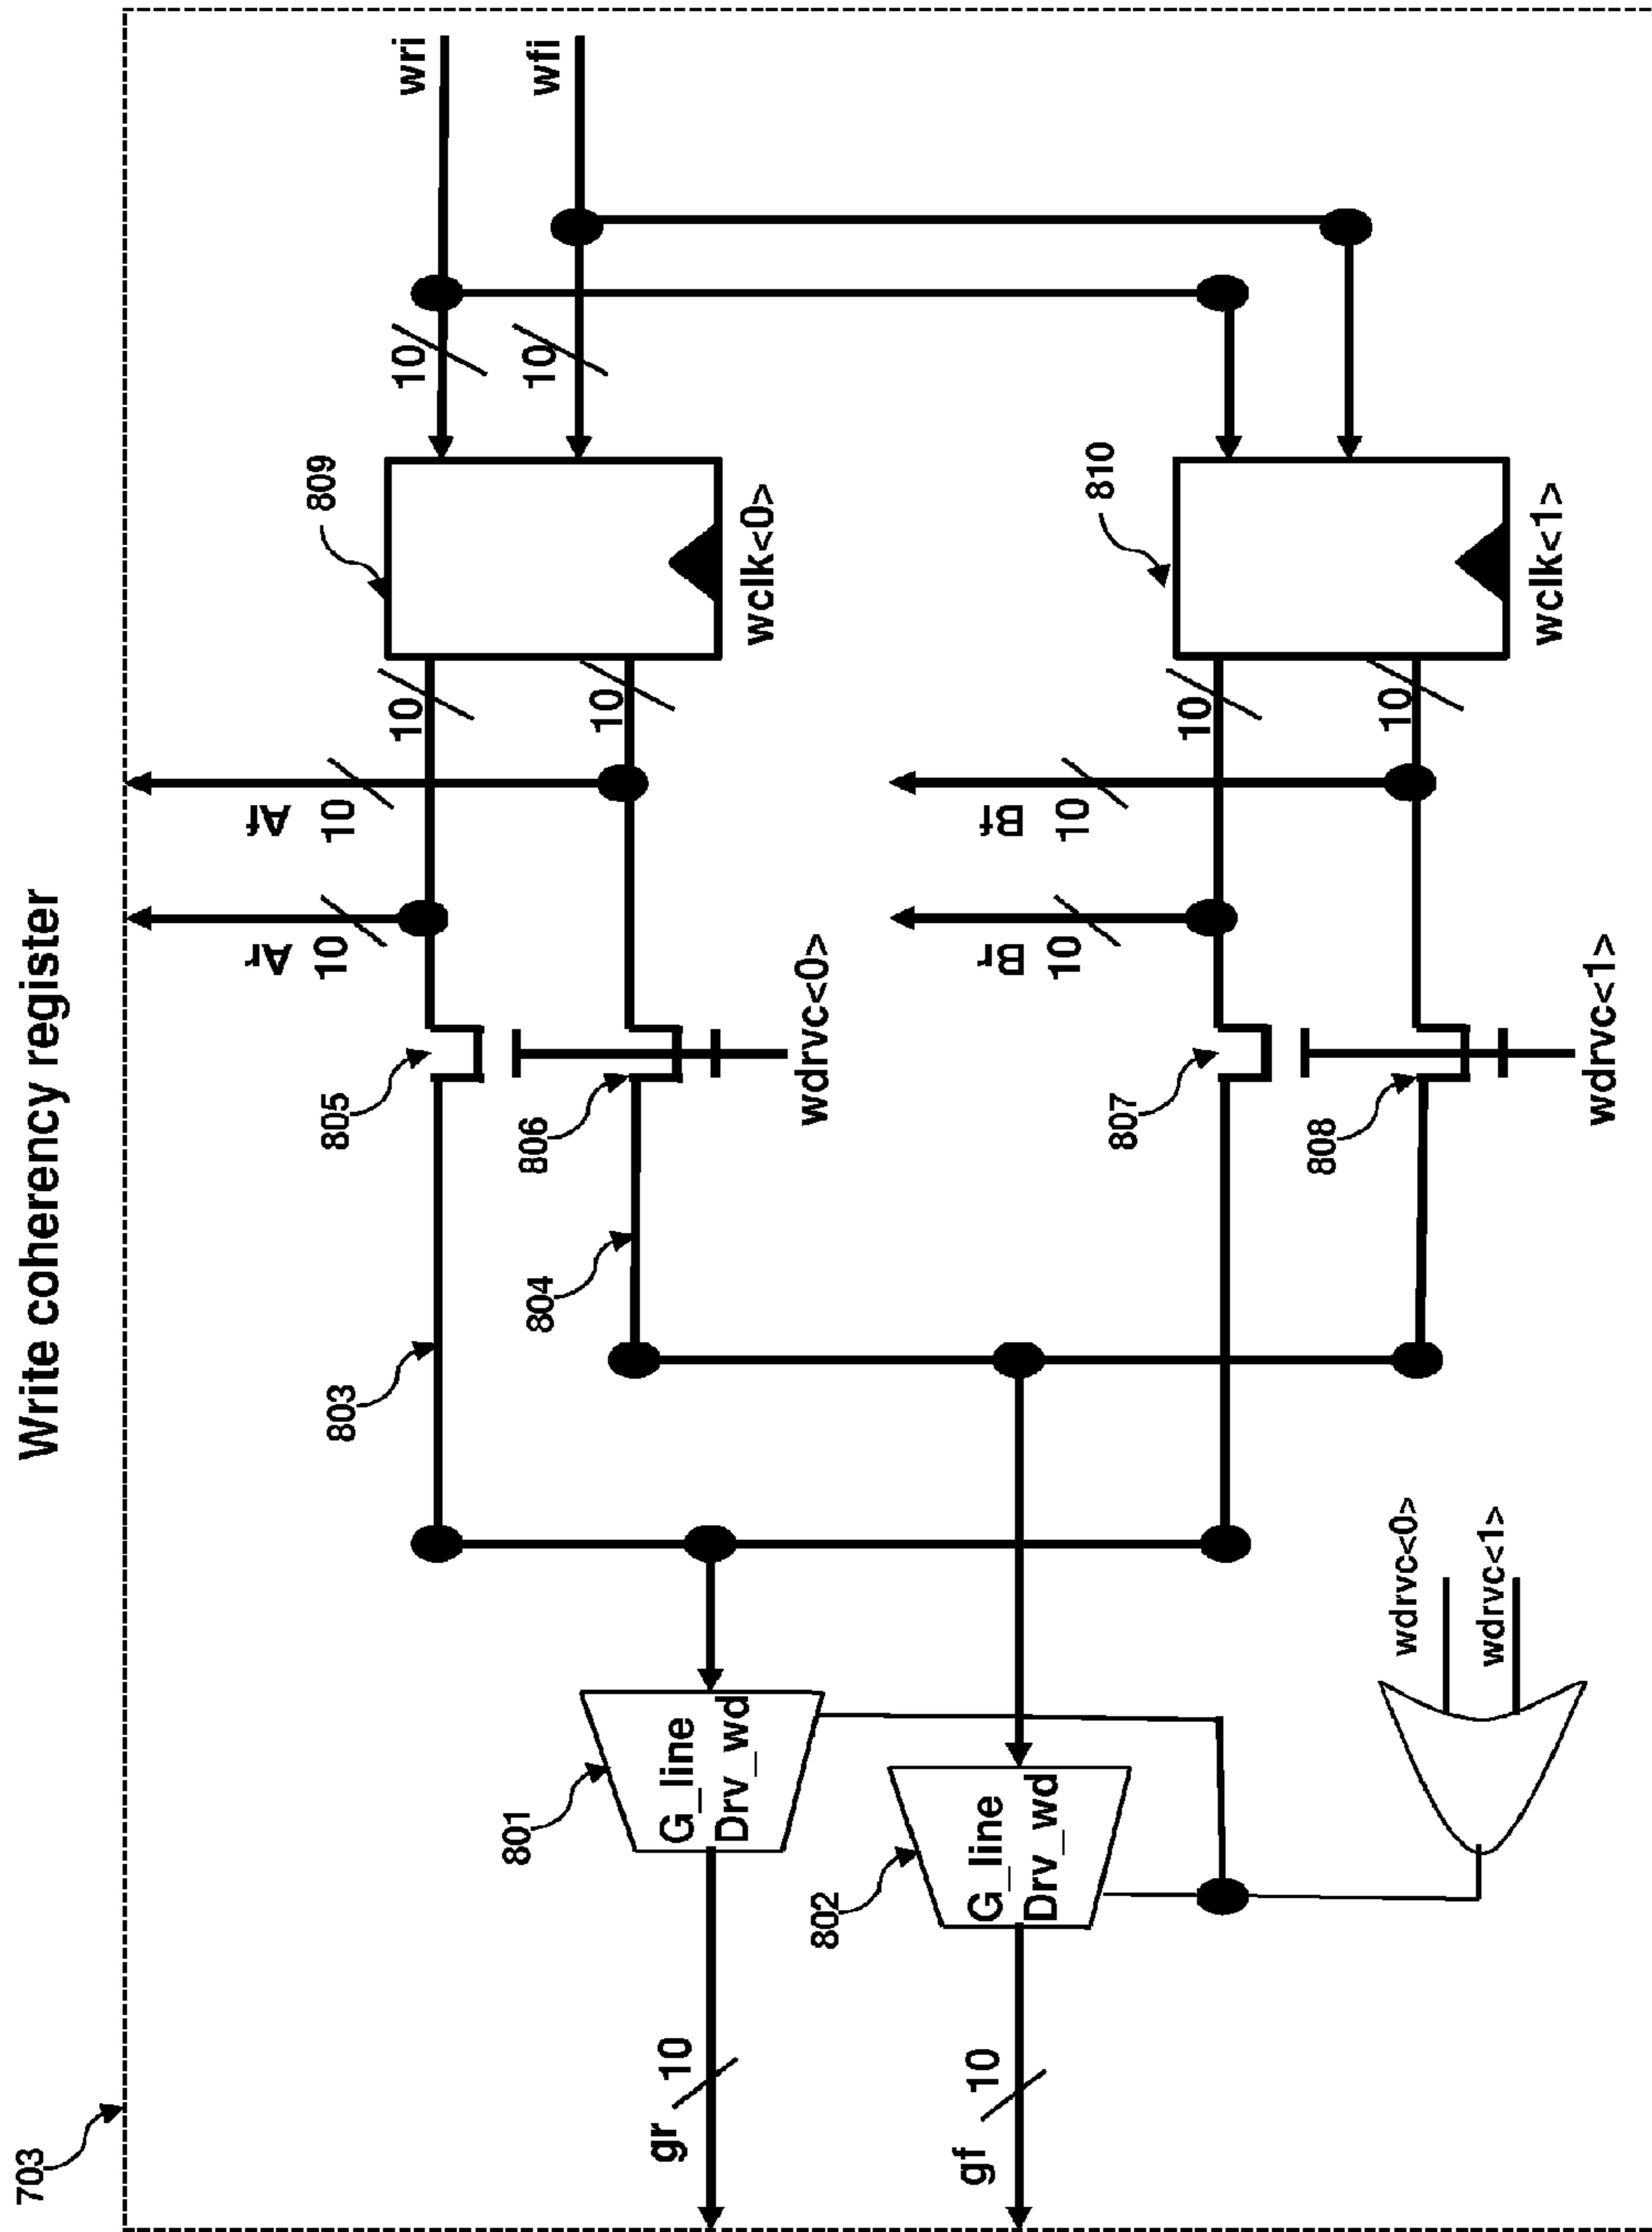 Write coherency register
703
Ar
Af
803
805
10
10
809
10
10
wri
801
804
806
10
10
wfi
gr
10
G_line
Drv_wd
wdrvc<0>
wclk<0>
802
gf
10
G_line
Drv_wd
Br
Bf
10
10
807
810
10
808
10
wdrvc<0>
wdrvc<1>
wdrvc<1>
wclk<1>